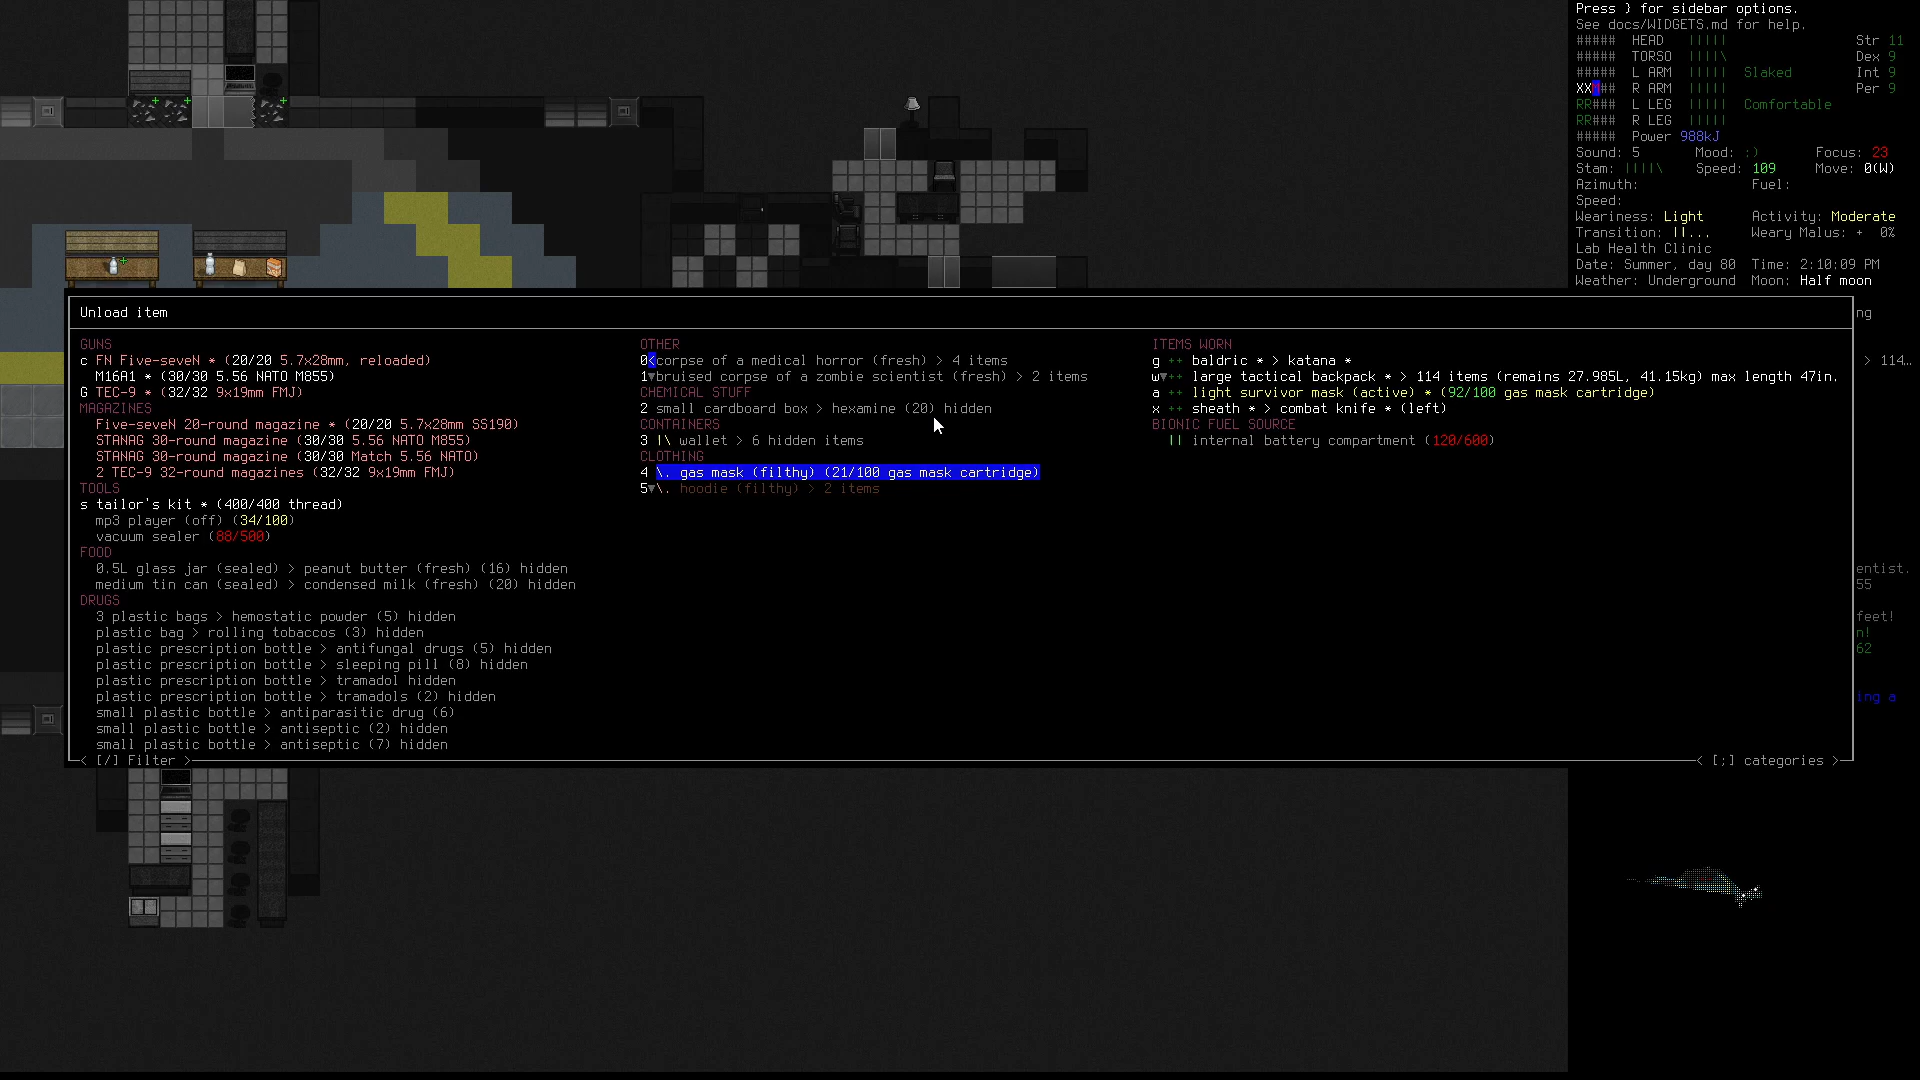 Press } for sidebar options.
See docs/WIDGETS.md for help.
##### HEAD ||||| Str 11
##### TORSO ||||\ Dex 9
##### L ARM ||||| Slaked Int 9
XX### R ARM ||||| Per 9
RR### L LEG ||||| Comfortable
RR### R LEG |||||
##### Power 988kJ
Sound: 5 Mood: :) Focus: 23
Stam: ||||\ Speed: 109 Move: 0(W)
Azimuth: Fuel:
Speed:
Weariness: Light Activity: Moderate
Transition: ||... Weary Malus: + 0%
Lab Health Clinic
Date: Summer, day 80 Time: 2:10:09 PM
Weather: Underground Moon: Half moon
Unload item
GUNS
c FN Five-seveN * (20/20 5.7x28mm, reloaded)
M16A1 * (30/30 5.56 NATO M855)
G TEC-9 * (32/32 9x19mm FMJ)
MAGAZINES
Five-seveN 20-round magazine * (20/20 5.7x28mm SS190)
STANAG 30-round magazine (30/30 5.56 NATO M855)
STANAG 30-round magazine (30/30 Match 5.56 NATO)
2 TEC-9 32-round magazines (32/32 9x19mm FMJ)
TOOLS
s tailor's kit * (400/400 thread)
mp3 player (off) (34/100)
vacuum sealer (88/500)
FOOD
0.5L glass jar (sealed) > peanut butter (fresh) (16) hidden
medium tin can (sealed) > condensed milk (fresh) (20) hidden
DRUGS
3 plastic bags > hemostatic powder (5) hidden
plastic bag > rolling tobaccos (3) hidden
plastic prescription bottle > antifungal drugs (5) hidden
plastic prescription bottle > sleeping pill (8) hidden
plastic prescription bottle > tramadol hidden
plastic prescription bottle > tramadols (2) hidden
small plastic bottle > antiparasitic drug (6)
small plastic bottle > antiseptic (2) hidden
small plastic bottle > antiseptic (7) hidden
< [/] Filter >
OTHER
0<corpse of a medical horror (fresh) > 4 items
1▼bruised corpse of a zombie scientist (fresh) > 2 items
CHEMICAL STUFF
2 small cardboard box > hexamine (20) hidden
CONTAINERS
3 |\ wallet > 6 hidden items
CLOTHING
4 \. gas mask (filthy) (21/100 gas mask cartridge)
5▼\. hoodie (filthy) > 2 items
ITEMS WORN
g ++ baldric * > katana *
w▼++ large tactical backpack * > 114 items (remains 27.985L, 41.15kg) max length 47in.
a ++ light survivor mask (active) * (92/100 gas mask cartridge)
x ++ sheath * > combat knife * (left)
BIONIC FUEL SOURCE
|| internal battery compartment (120/600)
< [;] categories >
ng
> 114…
entist.
55
feet!
n!
62
ing a